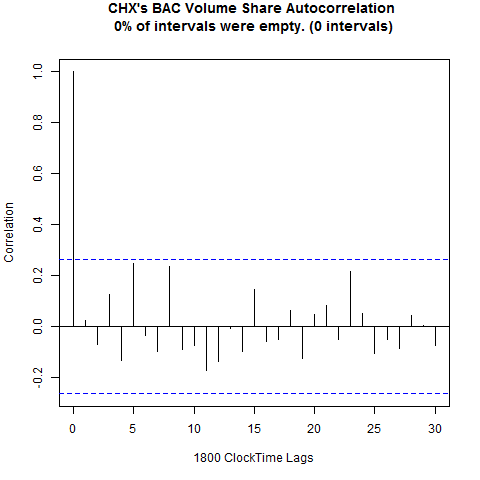 CHX's BAC Volume Share Autocorrelation
0% of intervals were empty. (0 intervals)
1.0
0.8
0.6
0.4
0.2
0.0
-0.2
Correlation
0 5 10 15 20 25 30
1800 ClockTime Lags